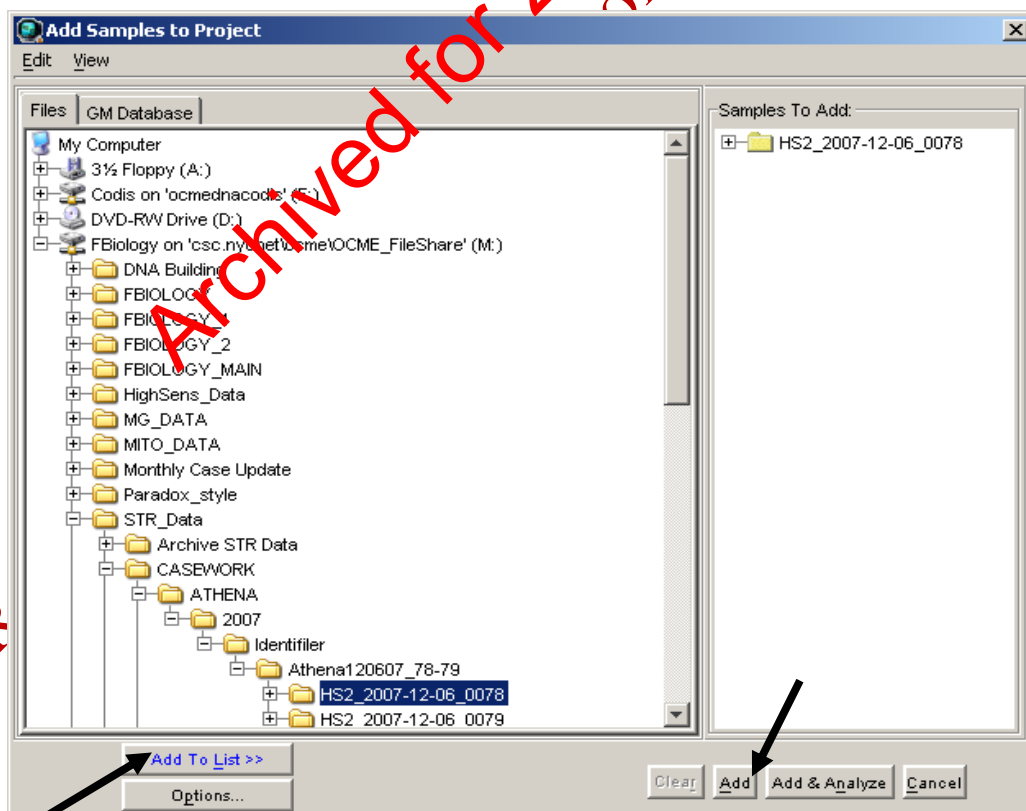 Add Samples to Project
Edit View
Files GM Database
My Computer
3½ Floppy (A:)
Codis on 'ocmednacodis' (F:)
DVD-RW Drive (D:)
FBiology on 'csc.nycnet\ocme\OCME_FileShare' (M:)
DNA Building
FBIOLOGY
FBIOLOGY_1
FBIOLOGY_2
FBIOLOGY_MAIN
HighSens_Data
MG_DATA
MITO_DATA
Monthly Case Update
Paradox_style
STR_Data
Archive STR Data
CASEWORK
ATHENA
2007
Identifiler
Athena120607_78-79
HS2_2007-12-06_0078
HS2_2007-12-06_0079
Samples To Add:
HS2_2007-12-06_0078
Add To List >>
Options...
Clear Add Add & Analyze Cancel
Archived for